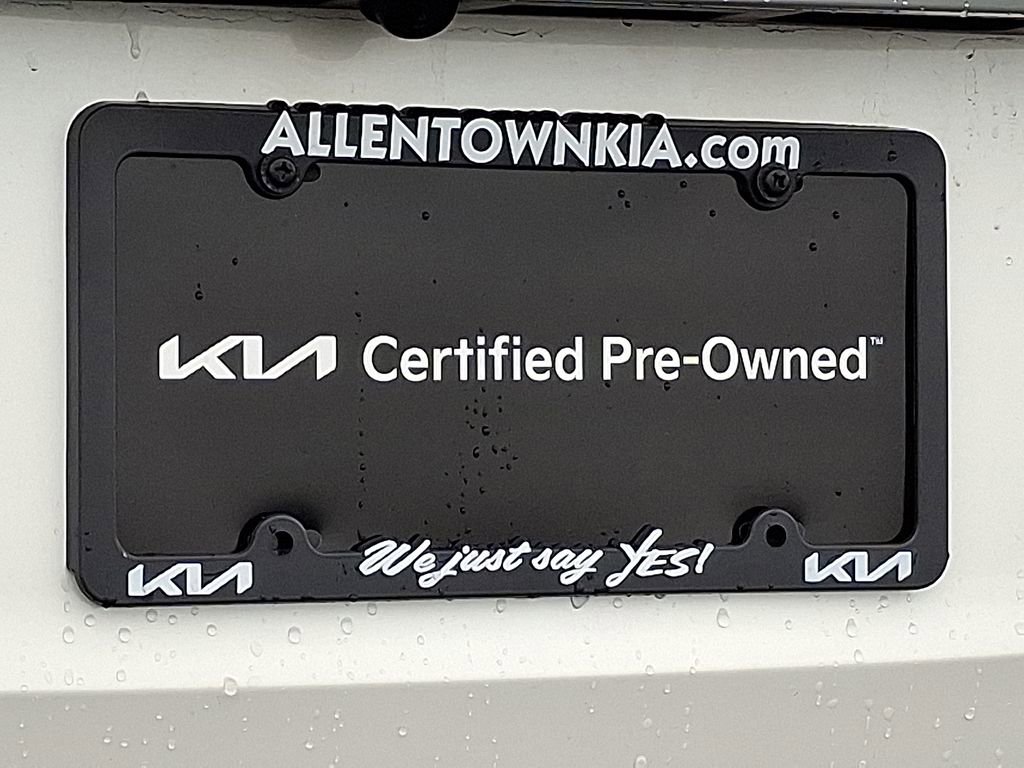 ALLENTOWNKIA.com
KIA Certified Pre-Owned™
We just say YES!
KIA KIA